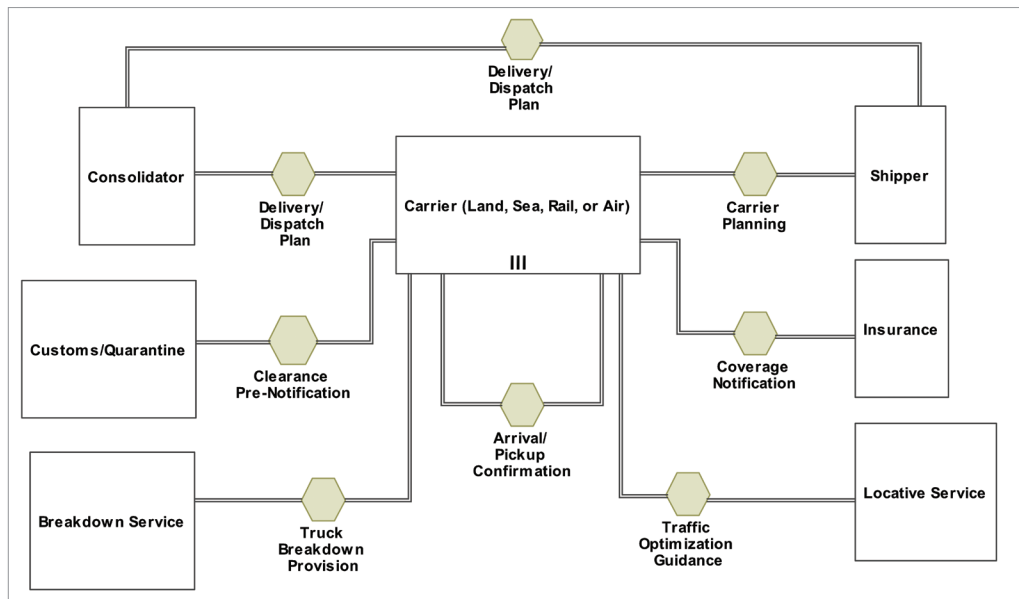 Delivery/
Dispatch
Plan
Consolidator
Delivery/
Dispatch
Plan
Carrier (Land, Sea, Rail, or Air)
Carrier
Planning
Shipper
Customs/Quarantine
Clearance
Pre-Notification
Arrival/
Pickup
Confirmation
Coverage
Notification
Insurance
Breakdown Service
Truck
Breakdown
Provision
Traffic
Optimization
Guidance
Locative Service